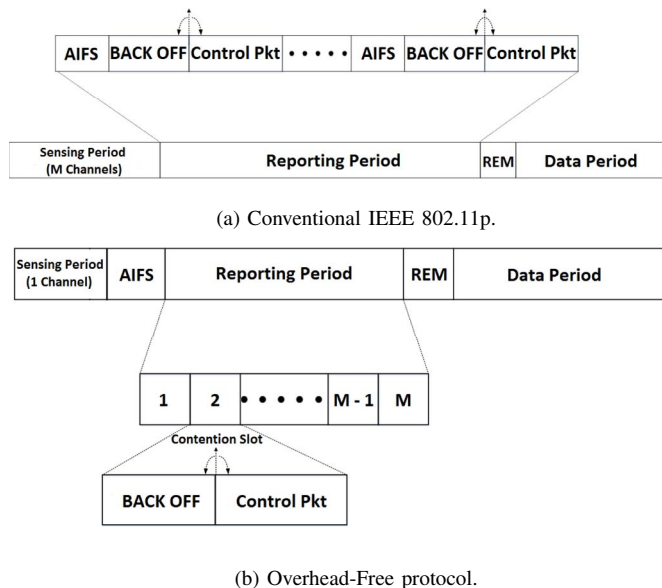 AIFS BACK OFF Control Pkt • • • • • AIFS BACK OFF Control Pkt
Sensing Period
(M Channels)
Reporting Period REM Data Period
(a) Conventional IEEE 802.11p.
Sensing Period
(1 Channel)
AIFS Reporting Period REM Data Period
1 2 • • • • • M - 1 M
Contention Slot
BACK OFF Control Pkt
(b) Overhead-Free protocol.